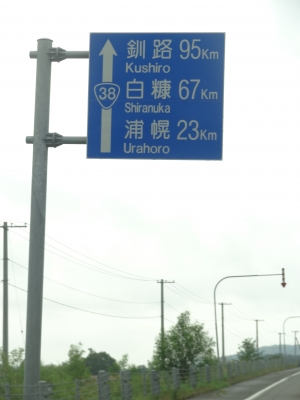 釧路 95Km
Kushiro
38
白糠 67Km
Shiranuka
浦幌 23Km
Urahoro